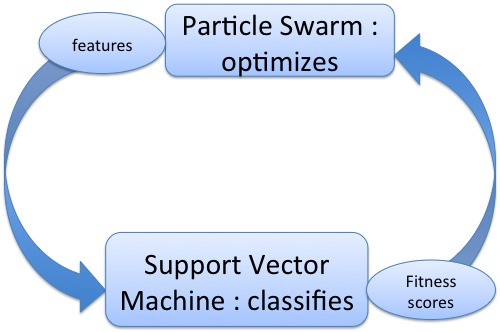 features
Particle Swarm :
optimizes
Support Vector
Machine : classifies
Fitness
scores